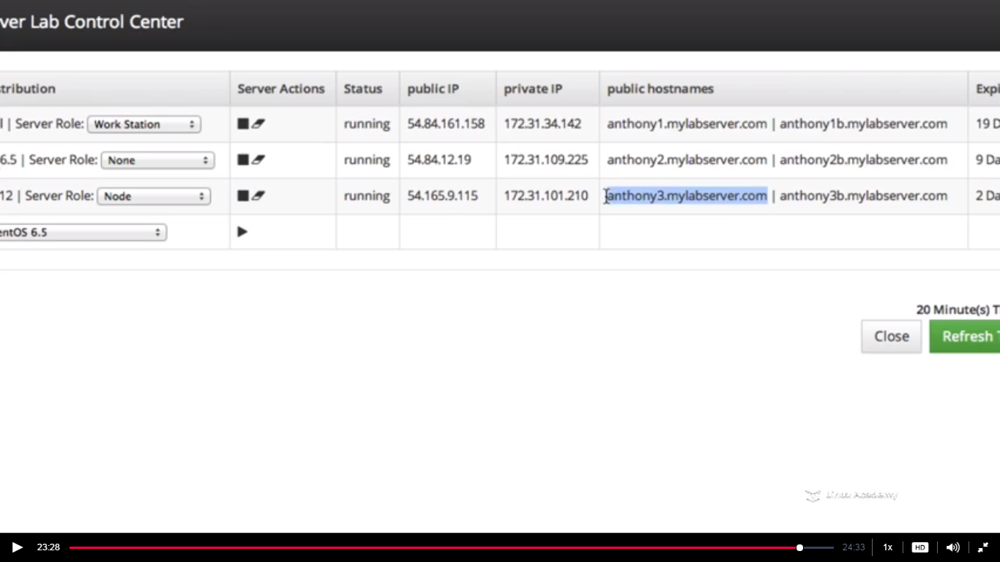 ver Lab Control Center
tribution Server Actions Status public IP private IP public hostnames Expi
l | Server Role: Work Station running 54.84.161.158 172.31.34.142 anthony1.mylabserver.com | anthony1b.mylabserver.com 19 D
6.5 | Server Role: None running 54.84.12.19 172.31.109.225 anthony2.mylabserver.com | anthony2b.mylabserver.com 9 Da
12 | Server Role: Node running 54.165.9.115 172.31.101.210 anthony3.mylabserver.com | anthony3b.mylabserver.com 2 Da
entOS 6.5
20 Minute(s) T
Close Refresh T
Linux Academy
23:28 24:33 1x HD